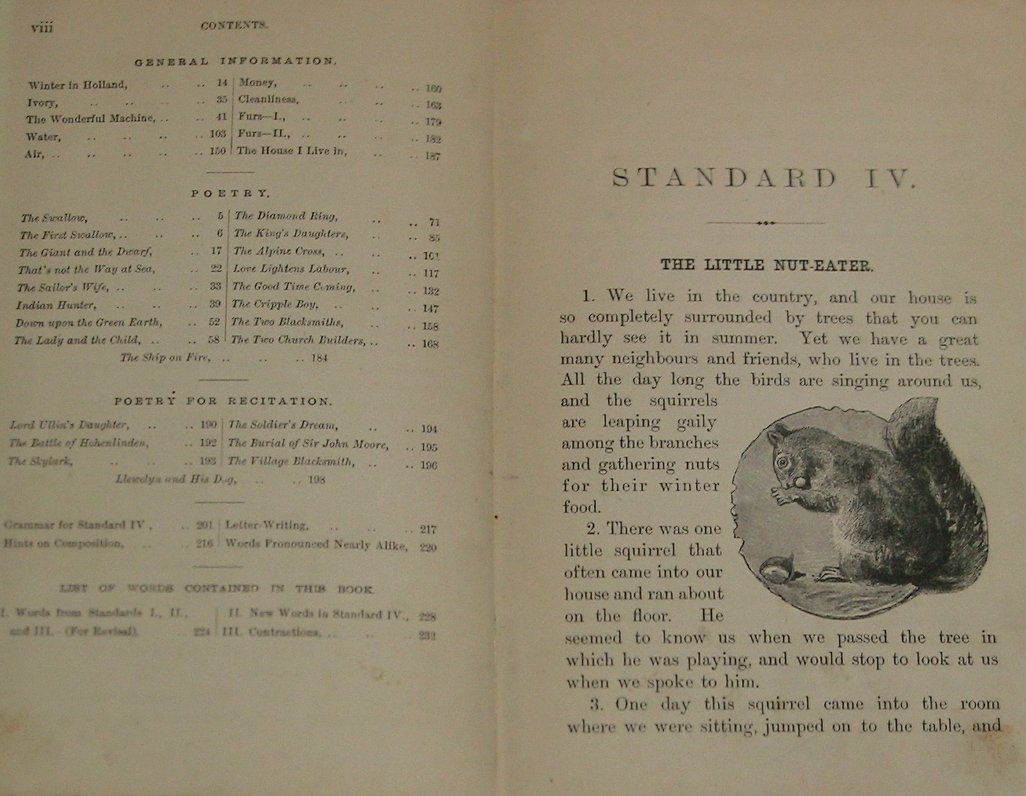 viii CONTENTS.
GENERAL INFORMATION.
Winter in Holland, .. .. 14 Money, .. .. .. .. 160
Ivory, .. .. .. .. 35 Cleanliness, .. .. .. 163
The Wonderful Machine, .. .. 41 Furs—I., .. .. .. .. 179
Water, .. .. .. .. 103 Furs—II., .. .. .. .. 182
Air, .. .. .. .. .. 150 The House I Live in, .. .. 187
POETRY.
The Swallow, .. .. .. 5 The Diamond Ring, .. .. 71
The First Swallow, .. .. .. 6 The King's Daughters, .. .. 85
The Giant and the Dwarf, .. 17 The Alpine Cross, .. .. .. 101
That's not the Way at Sea, .. 22 Love Lightens Labour, .. .. 117
The Sailor's Wife, .. .. .. 33 The Good Time Coming, .. .. 132
Indian Hunter, .. .. .. 39 The Cripple Boy, .. .. .. 147
Down upon the Green Earth, .. 52 The Two Blacksmiths, .. .. 158
The Lady and the Child, .. .. 58 The Two Church Builders, .. .. 168
The Ship on Fire, .. .. .. 184
POETRY FOR RECITATION.
Lord Ullin's Daughter, .. .. 190 The Soldier's Dream, .. .. 194
The Battle of Hohenlinden, .. 192 The Burial of Sir John Moore, .. 195
The Skylark, .. .. .. 193 The Village Blacksmith, .. .. 196
Llewelyn and His Dog, .. .. 198
Grammar for Standard IV., .. 201 Letter-Writing, .. .. .. 217
Hints on Composition, .. .. 216 Words Pronounced Nearly Alike, 220
LIST OF WORDS CONTAINED IN THIS BOOK.
I. Words from Standards I., II., II. New Words in Standard IV., 228
and III. (For Revisal). .. 224 III. Contractions, .. .. .. 232
STANDARD IV.
THE LITTLE NUT-EATER.
1. We live in the country, and our house is
so completely surrounded by trees that you can
hardly see it in summer. Yet we have a great
many neighbours and friends, who live in the trees.
All the day long the birds are singing around us,
and the squirrels
are leaping gaily
among the branches
and gathering nuts
for their winter
food.
2. There was one
little squirrel that
often came into our
house and ran about
on the floor. He
seemed to know us when we passed the tree in
which he was playing, and would stop to look at us
when we spoke to him.
3. One day this squirrel came into the room
where we were sitting, jumped on to the table, and